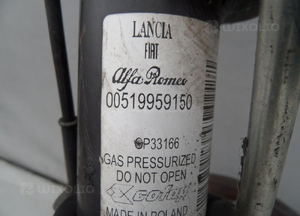 LANCIA
FIAT
Alfa Romeo
00519959150
P33166
GAS PRESSURIZED
DO NOT OPEN
MADE IN POLAND